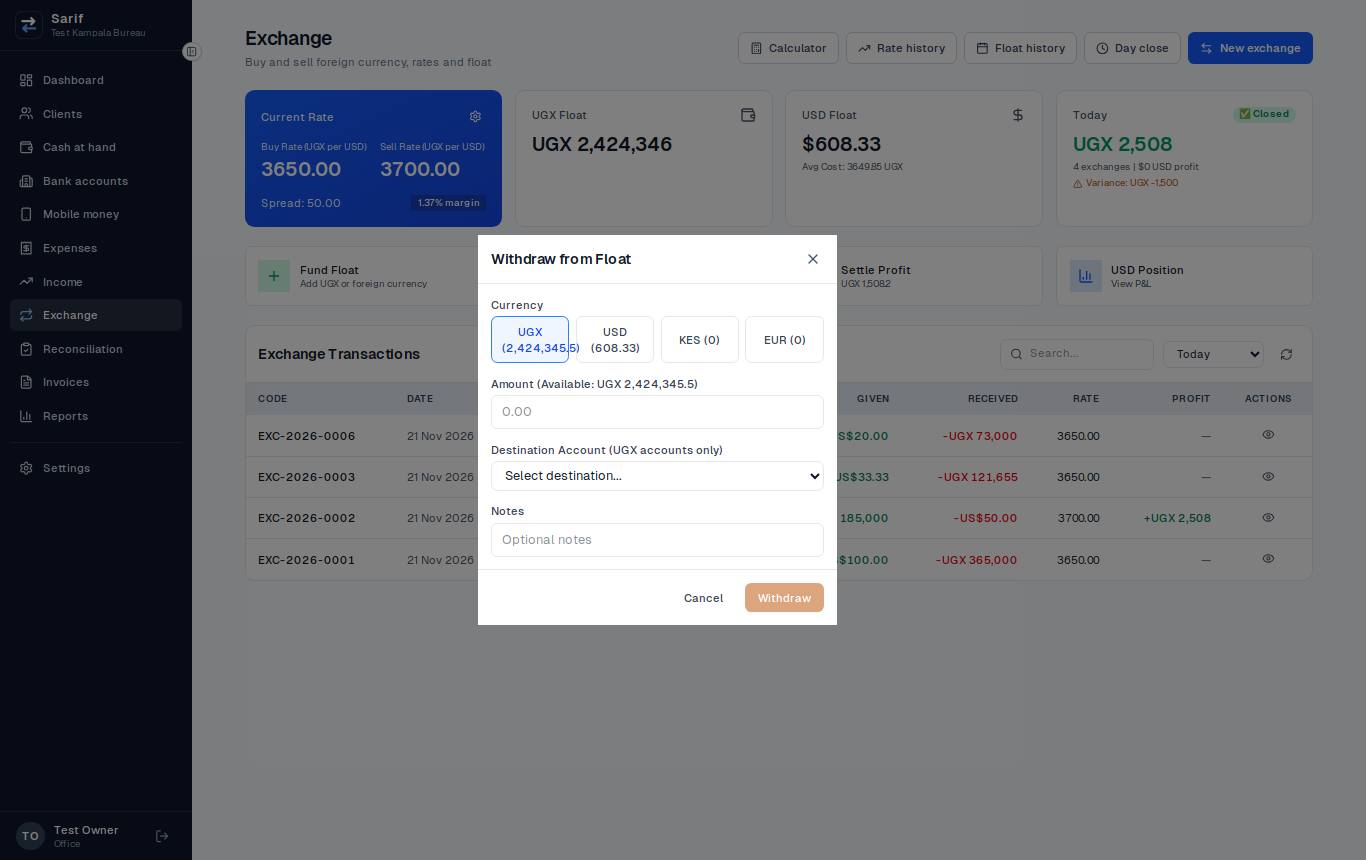 Sarif
Test Kampala Bureau
Dashboard
Clients
Cash at hand
Bank accounts
Mobile money
Expenses
Income
Exchange
Reconciliation
Invoices
Reports
Settings
TO
Test Owner
Office
Exchange
Buy and sell foreign currency, rates and float
Calculator
Rate history
Float history
Day close
New exchange
Current Rate
Buy Rate (UGX per USD)
Sell Rate (UGX per USD)
3650.00
3700.00
Spread: 50.00
1.37% margin
UGX Float
UGX 2,424,346
USD Float
$608.33
Avg Cost: 3649.85 UGX
Today
✅ Closed
UGX 2,508
4 exchanges | $0 USD profit
Variance: UGX -1,500
Fund Float
Add UGX or foreign currency
Settle Profit
UGX 1,508.2
USD Position
View P&L
Exchange Transactions
Search...
Today
CODE DATE GIVEN RECEIVED RATE PROFIT ACTIONS
EXC-2026-0006 21 Nov 2026 S$20.00 -UGX 73,000 3650.00 —
EXC-2026-0003 21 Nov 2026 US$33.33 -UGX 121,655 3650.00 —
EXC-2026-0002 21 Nov 2026 185,000 -US$50.00 3700.00 +UGX 2,508
EXC-2026-0001 21 Nov 2026 $100.00 -UGX 365,000 3650.00 —
Withdraw from Float
Currency
UGX
(2,424,345.5)
USD
(608.33)
KES (0)
EUR (0)
Amount (Available: UGX 2,424,345.5)
0.00
Destination Account (UGX accounts only)
Select destination...
Notes
Optional notes
Cancel
Withdraw